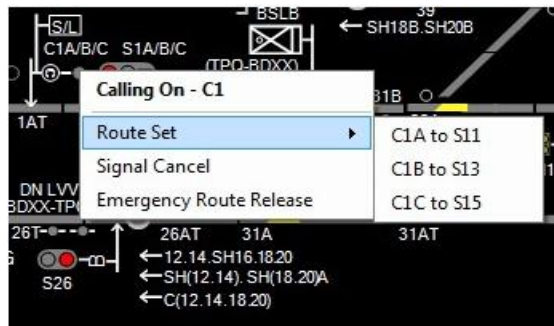 BSLB
39
S/L
SH18B.SH20B
C1A/B/C S1A/B/C
(TPQ-BDXX)
Calling On - C1
31B
1AT
Route Set
C1A to S11
Signal Cancel
C1B to S13
DN LVV
Emergency Route Release
C1C to S15
BDXX-TP
26T
26AT
31A
31AT
12.14.SH16.18.20
SH(12.14). SH(18.20)A
S26
C(12.14.18.20)